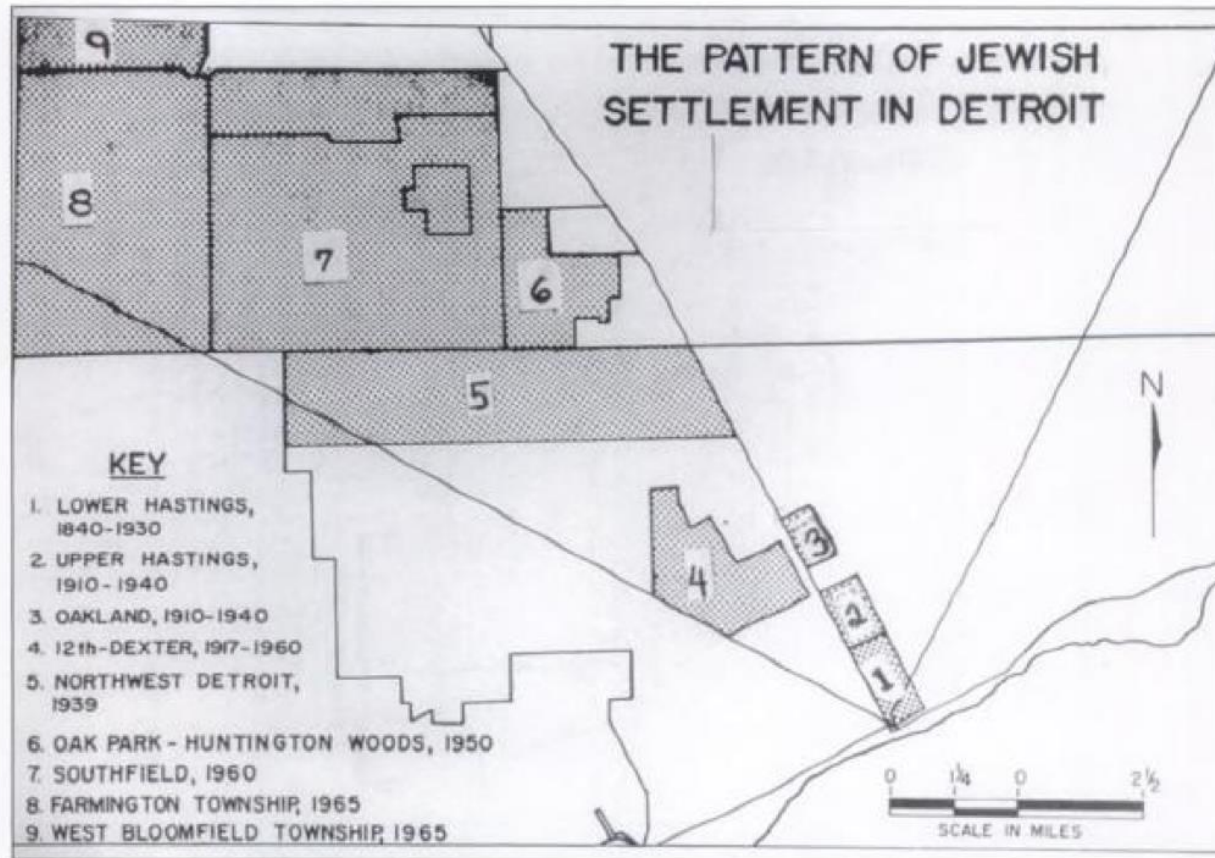 THE PATTERN OF JEWISH
SETTLEMENT IN DETROIT
9
8
7
6
5
4
3
2
1
N
KEY
1. LOWER HASTINGS,
1840-1930
2. UPPER HASTINGS,
1910-1940
3. OAKLAND, 1910-1940
4. 12th-DEXTER, 1917-1960
5. NORTHWEST DETROIT,
1939
6. OAK PARK - HUNTINGTON WOODS, 1950
7. SOUTHFIELD, 1960
8. FARMINGTON TOWNSHIP, 1965
9. WEST BLOOMFIELD TOWNSHIP, 1965
0 1¼ 0 2½
SCALE IN MILES